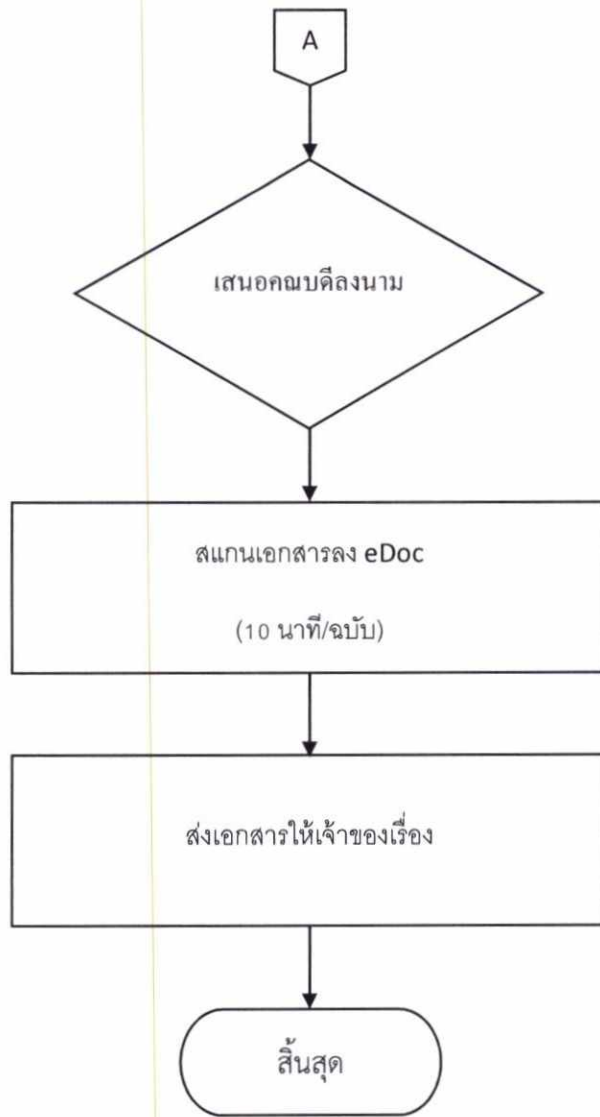 A
เสนอคณบดีลงนาม
สแกนเอกสารลง eDoc
(10 นาที/ฉบับ)
ส่งเอกสารให้เจ้าของเรื่อง
สิ้นสุด